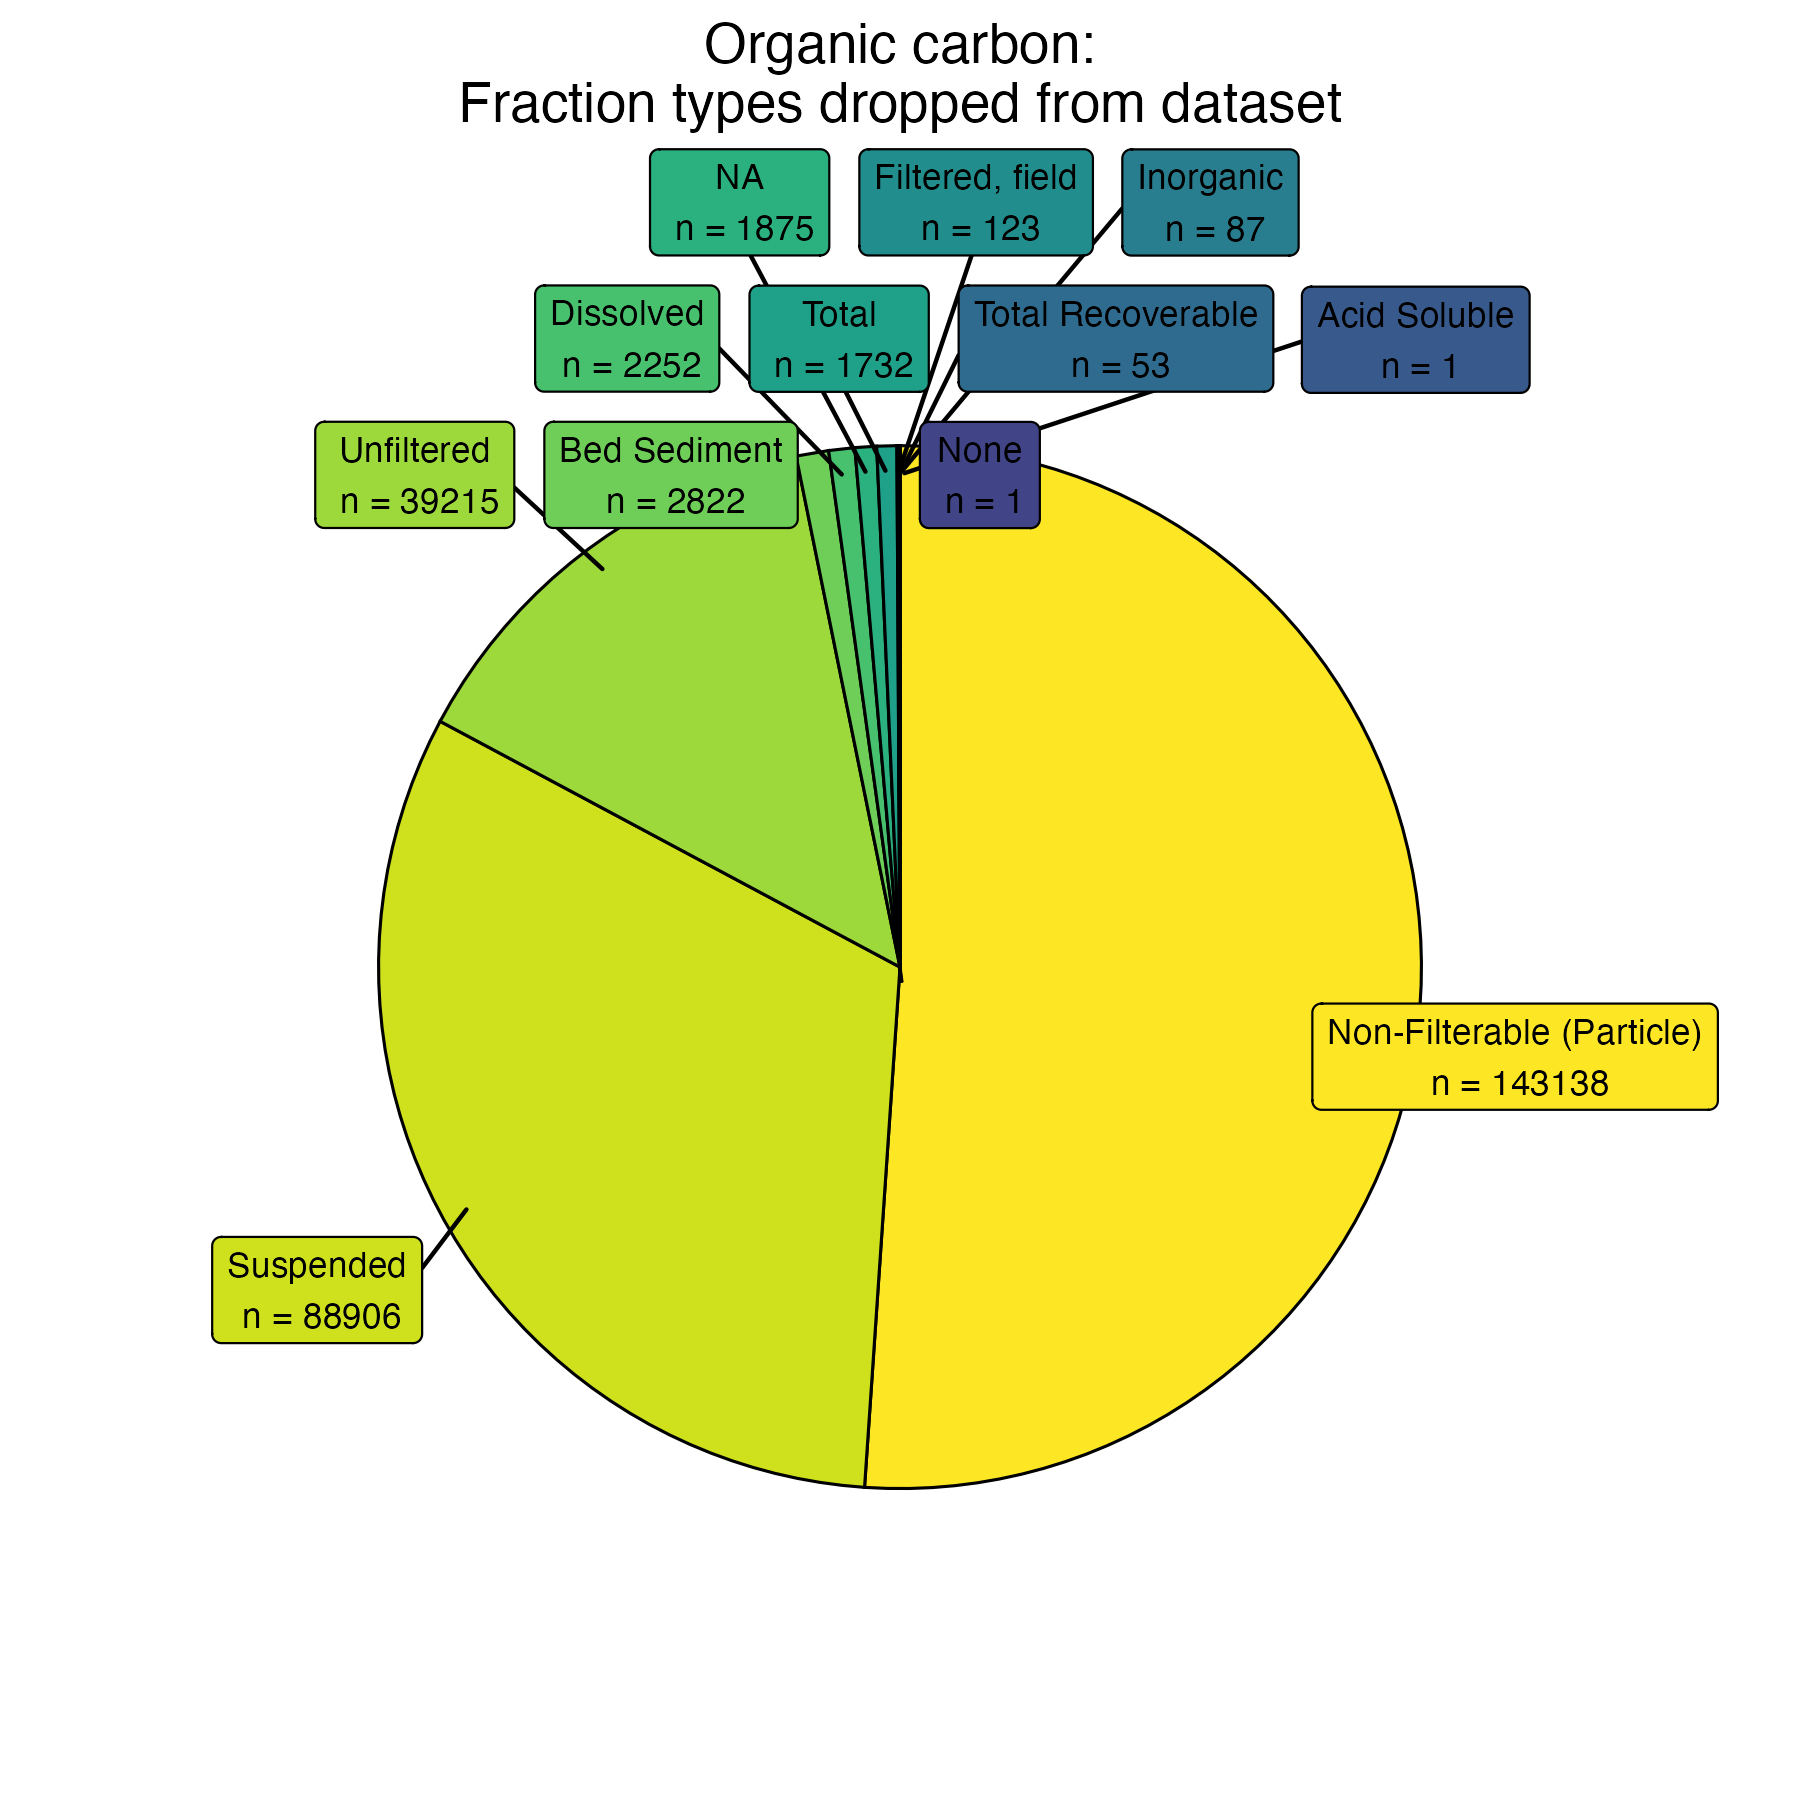 Organic carbon:
Fraction types dropped from dataset
NA
n = 1875
Filtered, field
n = 123
Inorganic
n = 87
Dissolved
n = 2252
Total
n = 1732
Total Recoverable
n = 53
Acid Soluble
n = 1
Unfiltered
n = 39215
Bed Sediment
n = 2822
None
n = 1
Non-Filterable (Particle)
n = 143138
Suspended
n = 88906